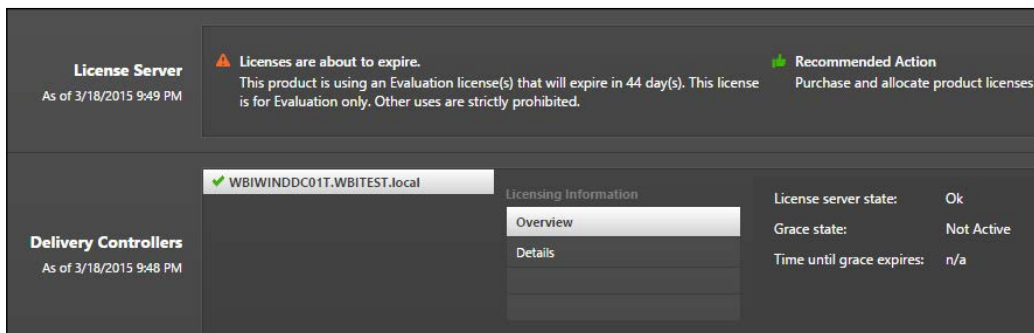 License Server
As of 3/18/2015 9:49 PM
Licenses are about to expire.
This product is using an Evaluation license(s) that will expire in 44 day(s). This license
is for Evaluation only. Other uses are strictly prohibited.
Recommended Action
Purchase and allocate product licenses
Delivery Controllers
As of 3/18/2015 9:48 PM
WBIWINDDC01T.WBITEST.local
Licensing Information
Overview
Details
License server state: Ok
Grace state: Not Active
Time until grace expires: n/a